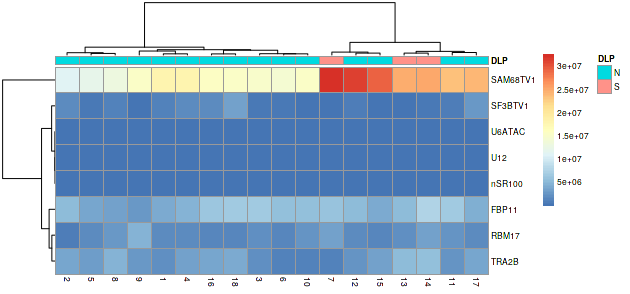 DLP
SAM68TV1
SF3BTV1
U6ATAC
U12
nSR100
FBP11
RBM17
TRA2B
2 5 8 9 1 4 16 18 3 6 10 7 12 15 13 14 11 17
3e+07
2.5e+07
2e+07
1.5e+07
1e+07
5e+06
DLP
N
S